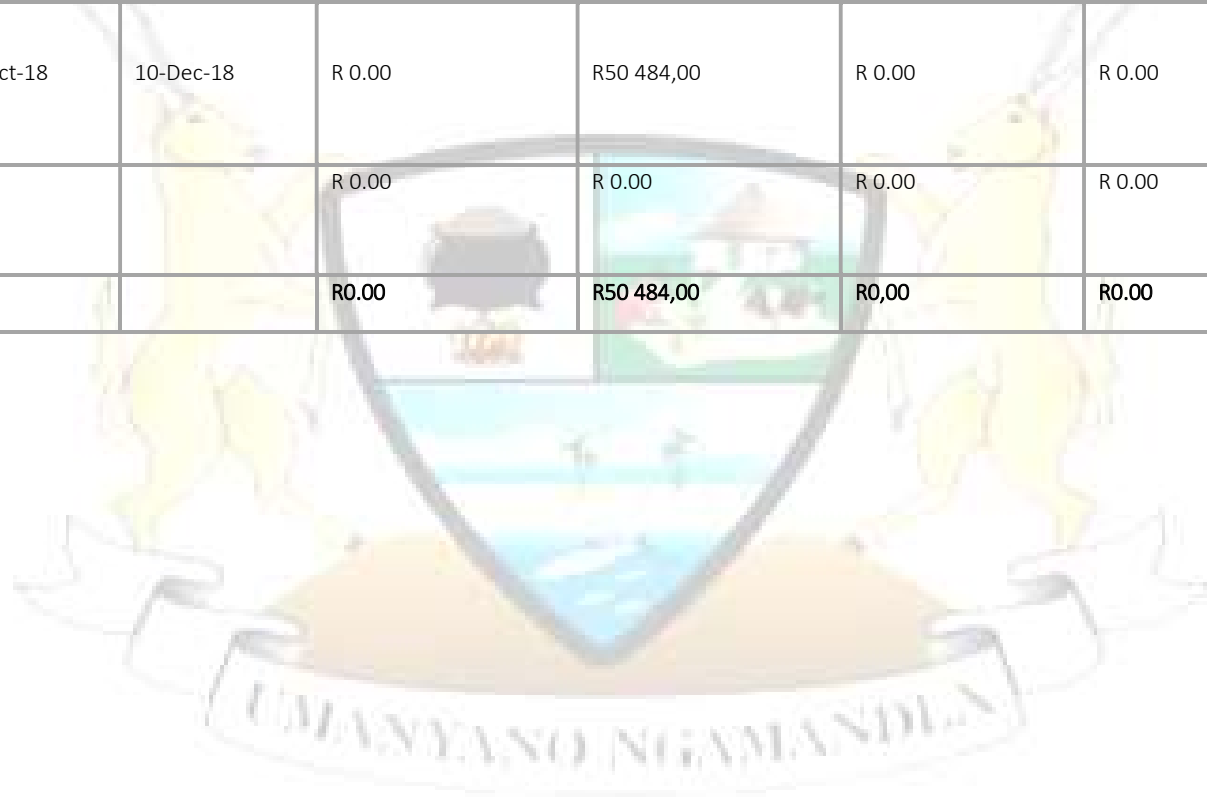 ct-18 10-Dec-18 R 0.00 R50 484,00 R 0.00 R 0.00
R 0.00 R 0.00 R 0.00 R 0.00
R0.00 R50 484,00 R0,00 R0.00
UMANYANO NGAMANDLA